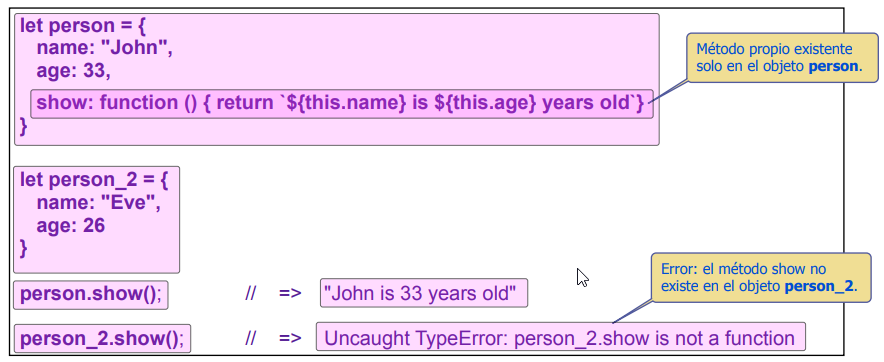 let person = {
name: "John",
age: 33,
show: function () { return `${this.name} is ${this.age} years old`}
}
Método propio existente
solo en el objeto person.
let person_2 = {
name: "Eve",
age: 26
}
person.show(); // => "John is 33 years old"
Error: el método show no
existe en el objeto person_2.
person_2.show(); // => Uncaught TypeError: person_2.show is not a function